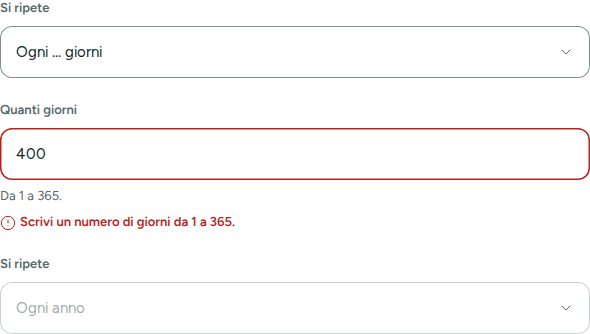 Si ripete
Ogni ... giorni
Quanti giorni
400
Da 1 a 365.
Scrivi un numero di giorni da 1 a 365.
Si ripete
Ogni anno